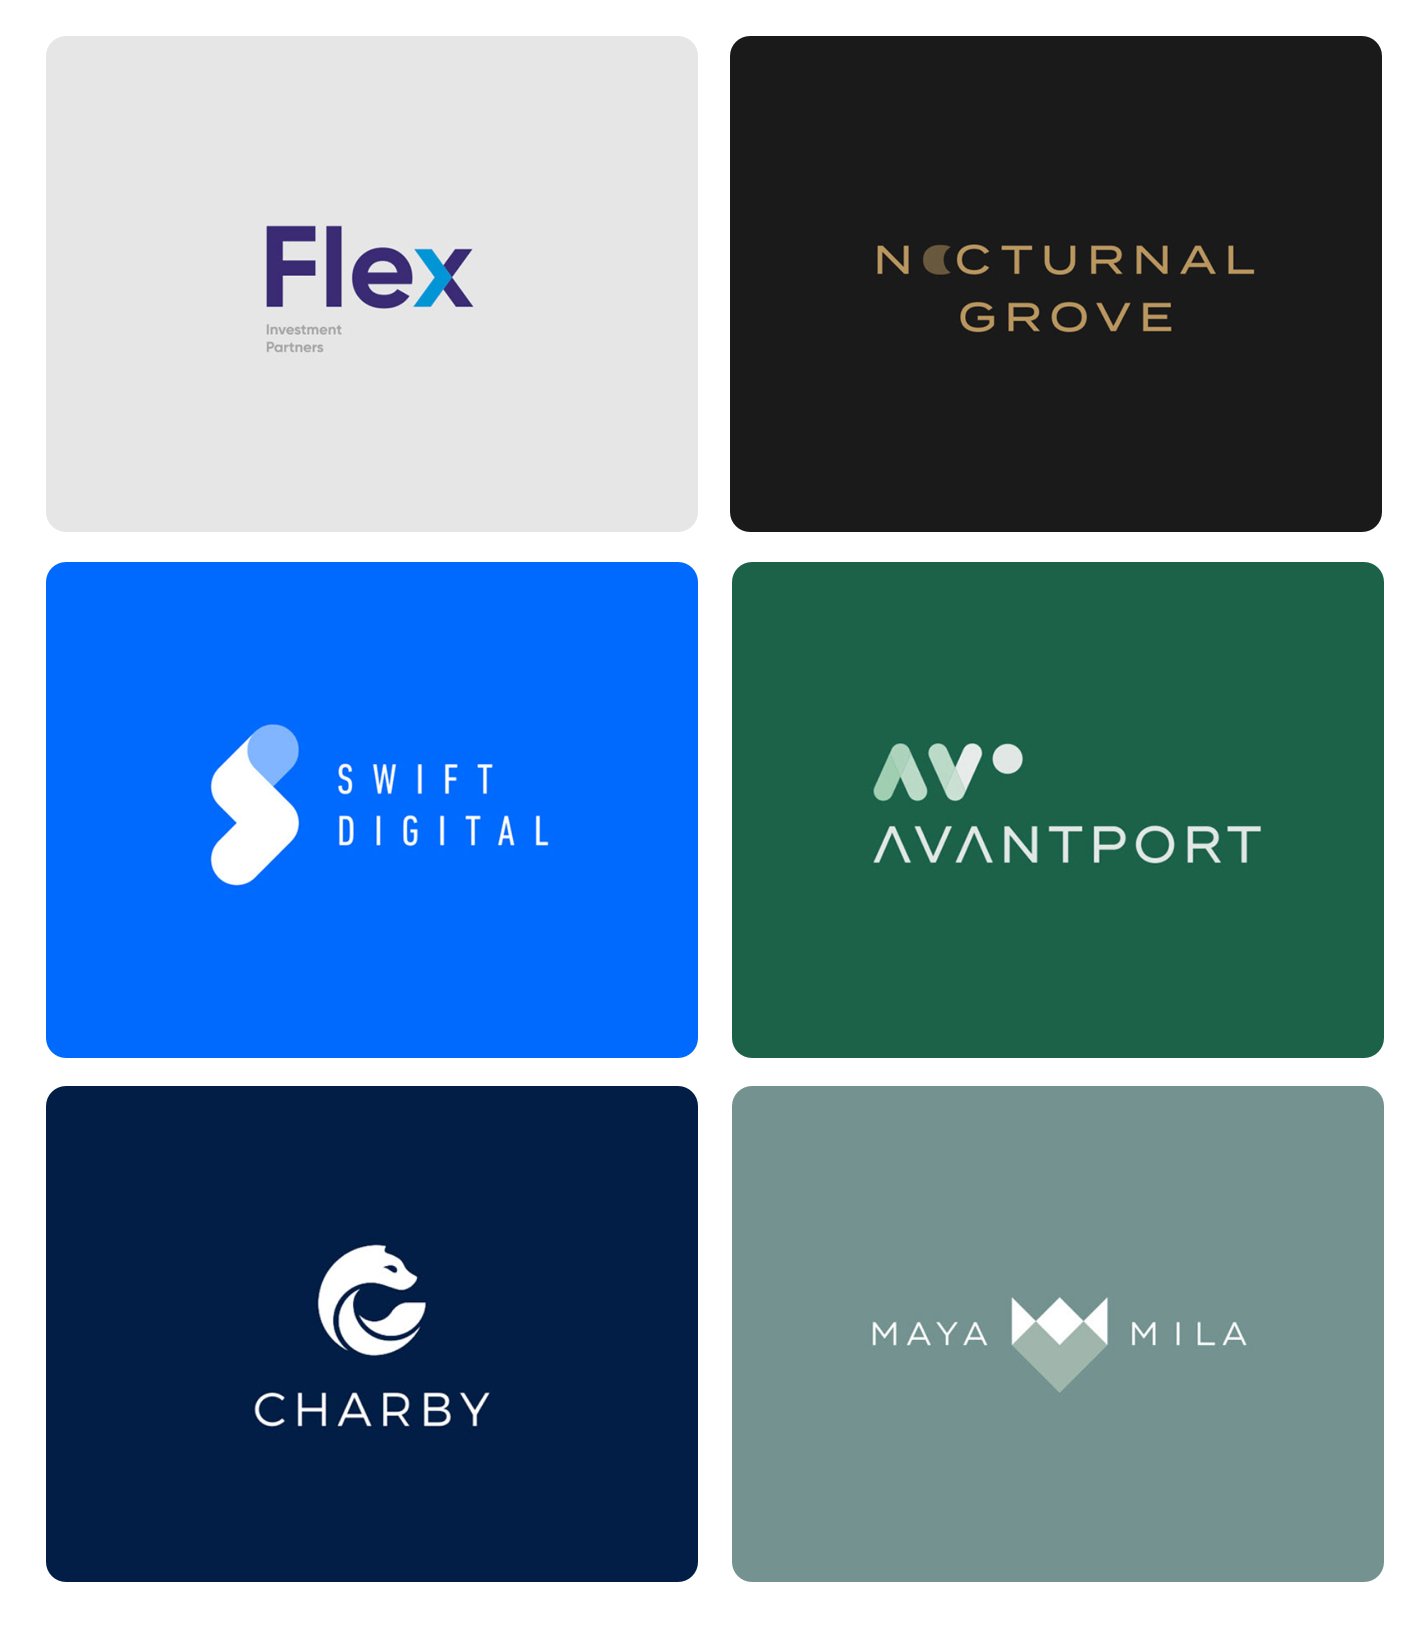 Flex
Investment
Partners
NOCTURNAL
GROVE
SWIFT
DIGITAL
AV
AVANTPORT
CHARBY
MAYA MILA